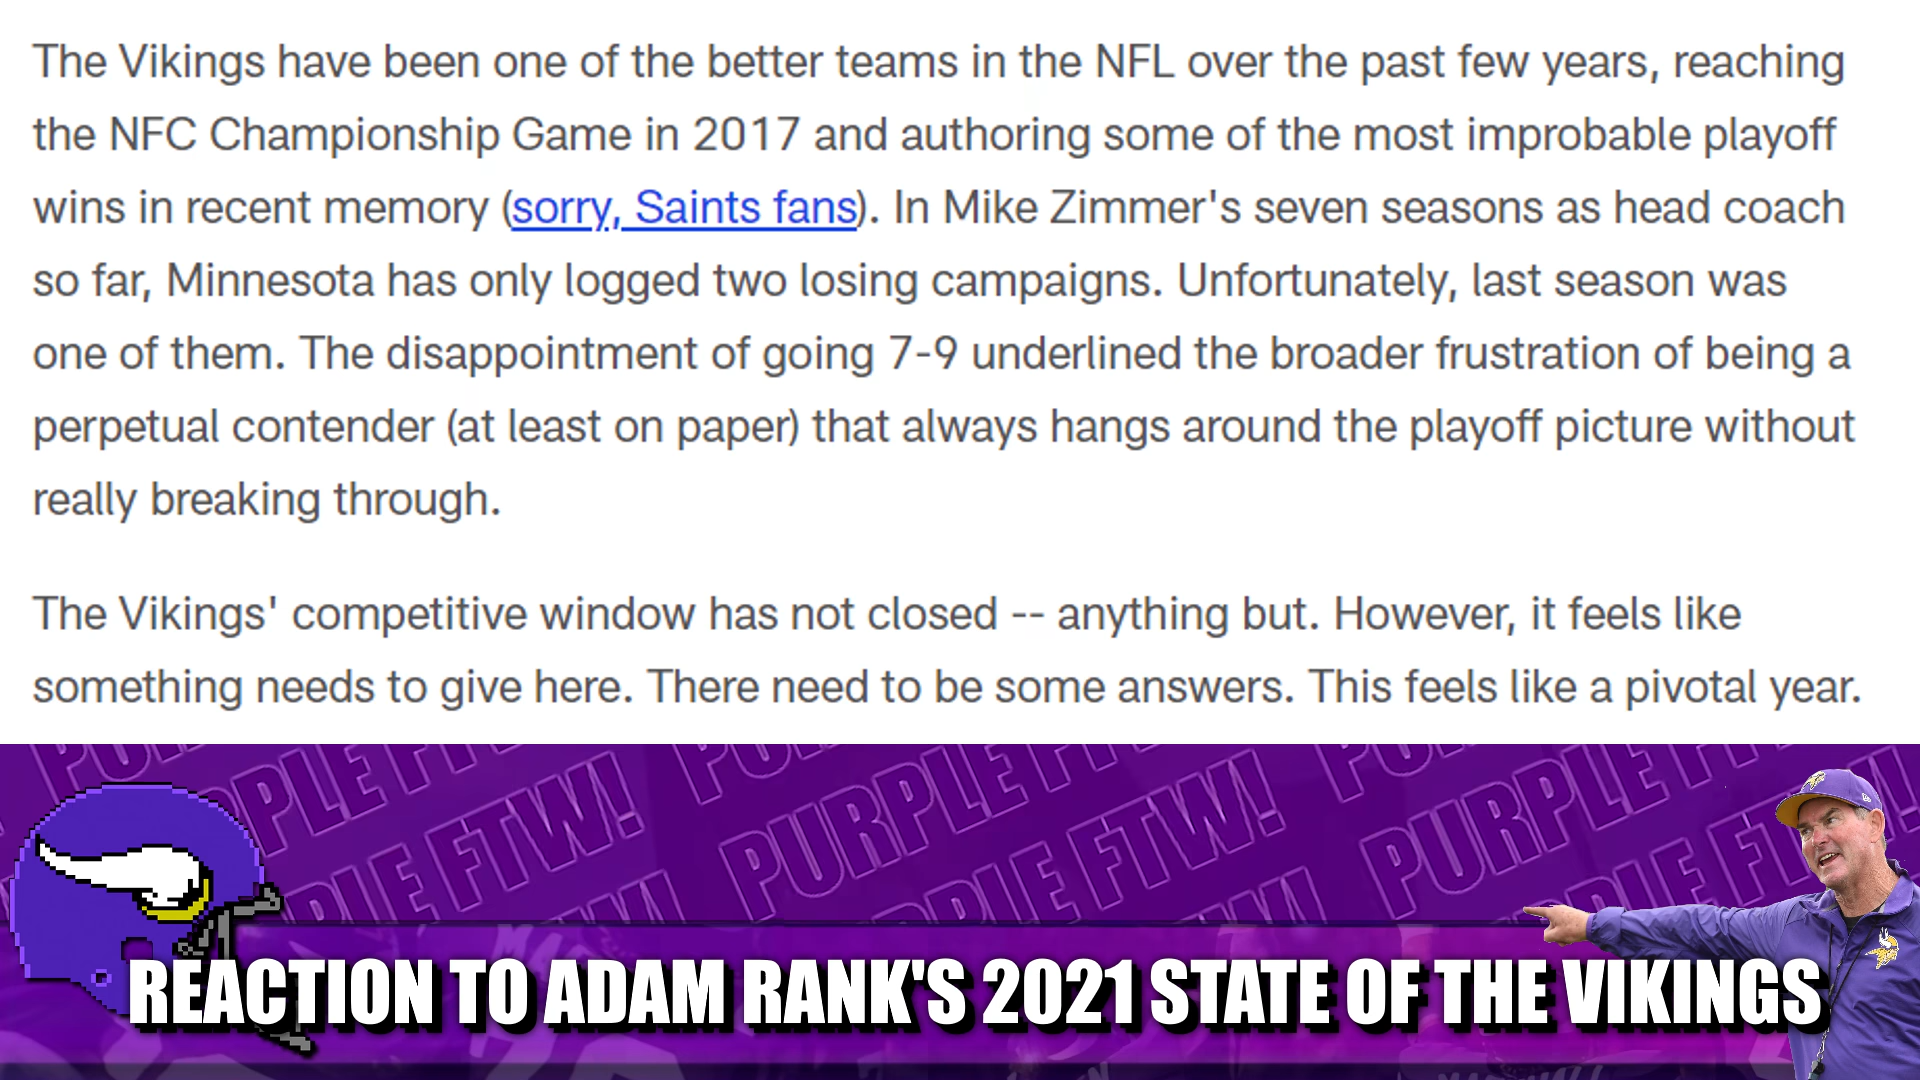 The Vikings have been one of the better teams in the NFL over the past few years, reaching
the NFC Championship Game in 2017 and authoring some of the most improbable playoff
wins in recent memory (sorry, Saints fans). In Mike Zimmer's seven seasons as head coach
so far, Minnesota has only logged two losing campaigns. Unfortunately, last season was
one of them. The disappointment of going 7-9 underlined the broader frustration of being a
perpetual contender (at least on paper) that always hangs around the playoff picture without
really breaking through.
The Vikings' competitive window has not closed -- anything but. However, it feels like
something needs to give here. There need to be some answers. This feels like a pivotal year.
PURPLE FTW!
PURPLE FTW!
PURPLE FTW!
REACTION TO ADAM RANK'S 2021 STATE OF THE VIKINGS